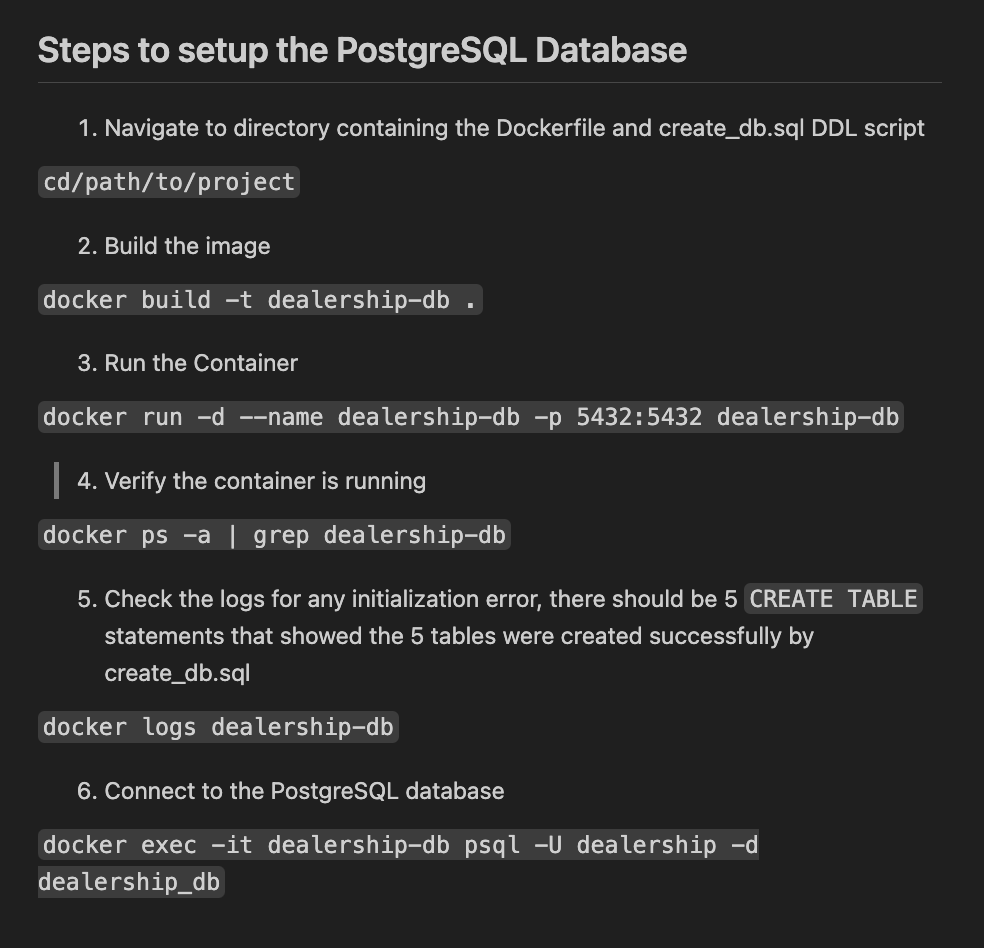 Steps to setup the PostgreSQL Database
1. Navigate to directory containing the Dockerfile and create_db.sql DDL script
cd/path/to/project
2. Build the image
docker build -t dealership-db .
3. Run the Container
docker run -d --name dealership-db -p 5432:5432 dealership-db
4. Verify the container is running
docker ps -a | grep dealership-db
5. Check the logs for any initialization error, there should be 5 CREATE TABLE
statements that showed the 5 tables were created successfully by
create_db.sql
docker logs dealership-db
6. Connect to the PostgreSQL database
docker exec -it dealership-db psql -U dealership -d
dealership_db